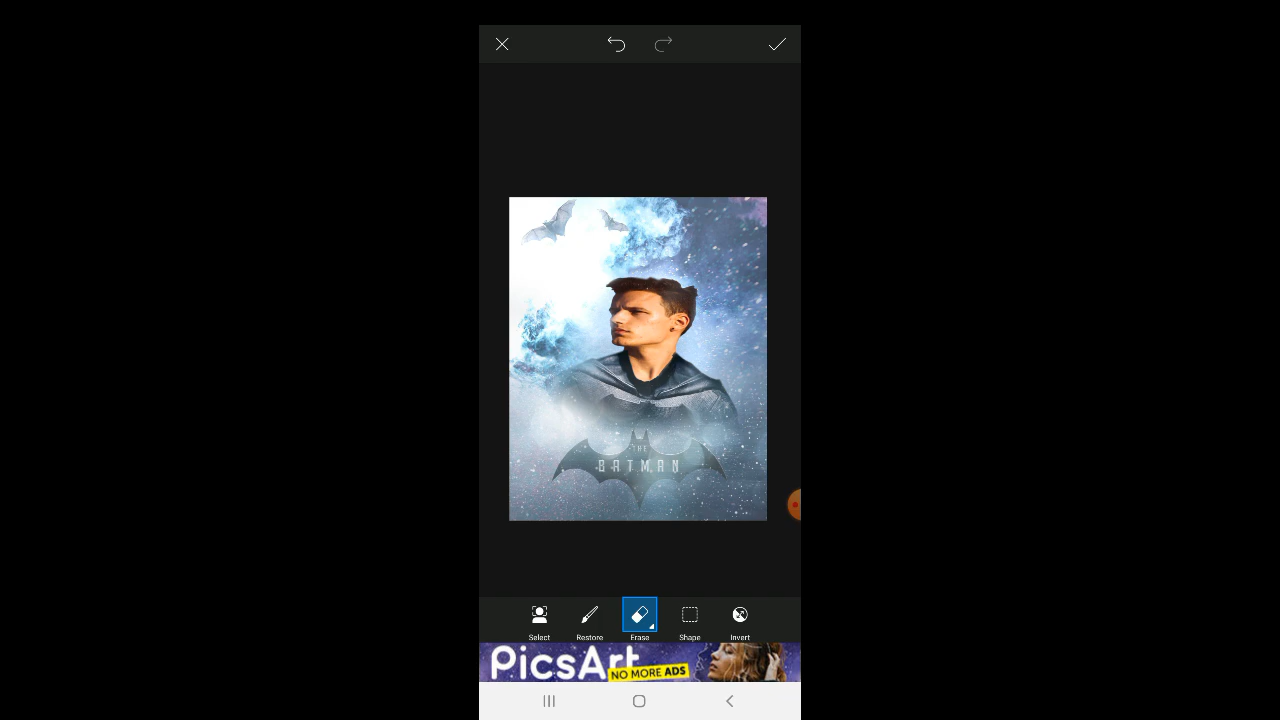 THE
BATMAN
Select Restore Erase Shape Invert
PicsArt
NO MORE ADS